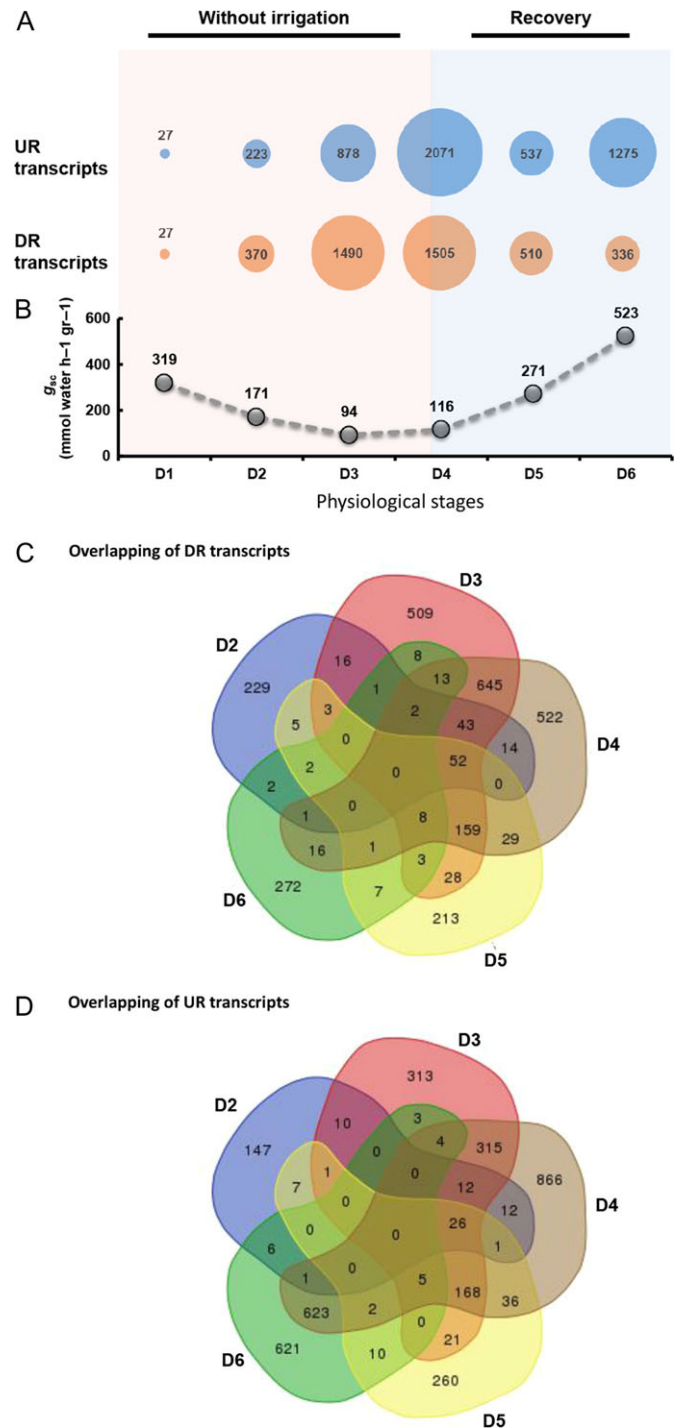 A
Without irrigation Recovery
27
UR transcripts
223 878 2071 537 1275
27
DR transcripts
370 1490 1505 510 336
B
gsc (mmol water h–1 gr–1)
600
400
200
0
319 171 94 116 271 523
D1 D2 D3 D4 D5 D6
Physiological stages
C Overlapping of DR transcripts
D3
509
D2
16 8
229 1 13 645
2 43 522
5 3 14 D4
0 52
2 0 0
2 0
1 8 159 29
16 1 3
272 7 28
D6 213
D5
D Overlapping of UR transcripts
D3
313
D2
10 3
147 0 4 315
0 12 866
7 1 12 D4
0 26
0 0 1
6 0
1 5 168 36
623 2 0
621 10 21
D6 260
D5